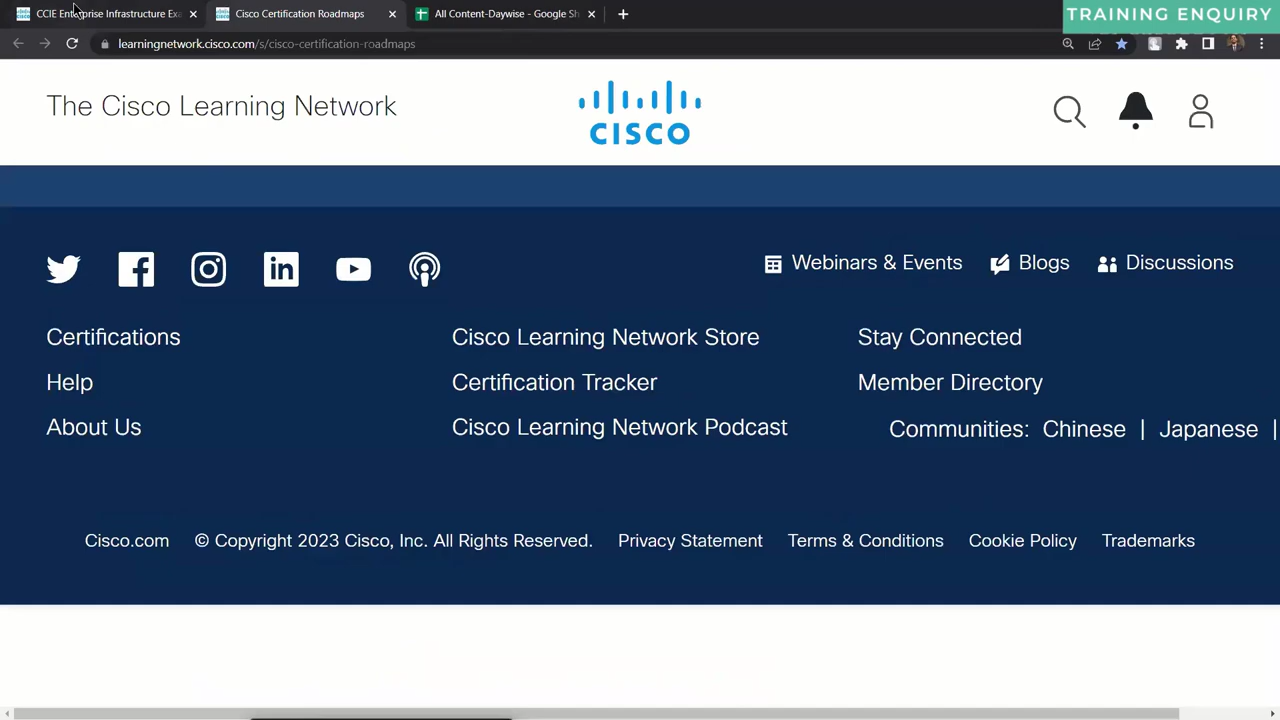 CCIE Enterprise Infrastructure Exa
Cisco Certification Roadmaps
All Content-Daywise - Google Sh
TRAINING ENQUIRY
learningnetwork.cisco.com/s/cisco-certification-roadmaps
The Cisco Learning Network
CISCO
Webinars & Events
Blogs
Discussions
Certifications
Cisco Learning Network Store
Stay Connected
Help
Certification Tracker
Member Directory
About Us
Cisco Learning Network Podcast
Communities: Chinese | Japanese |
Cisco.com © Copyright 2023 Cisco, Inc. All Rights Reserved. Privacy Statement Terms & Conditions Cookie Policy Trademarks